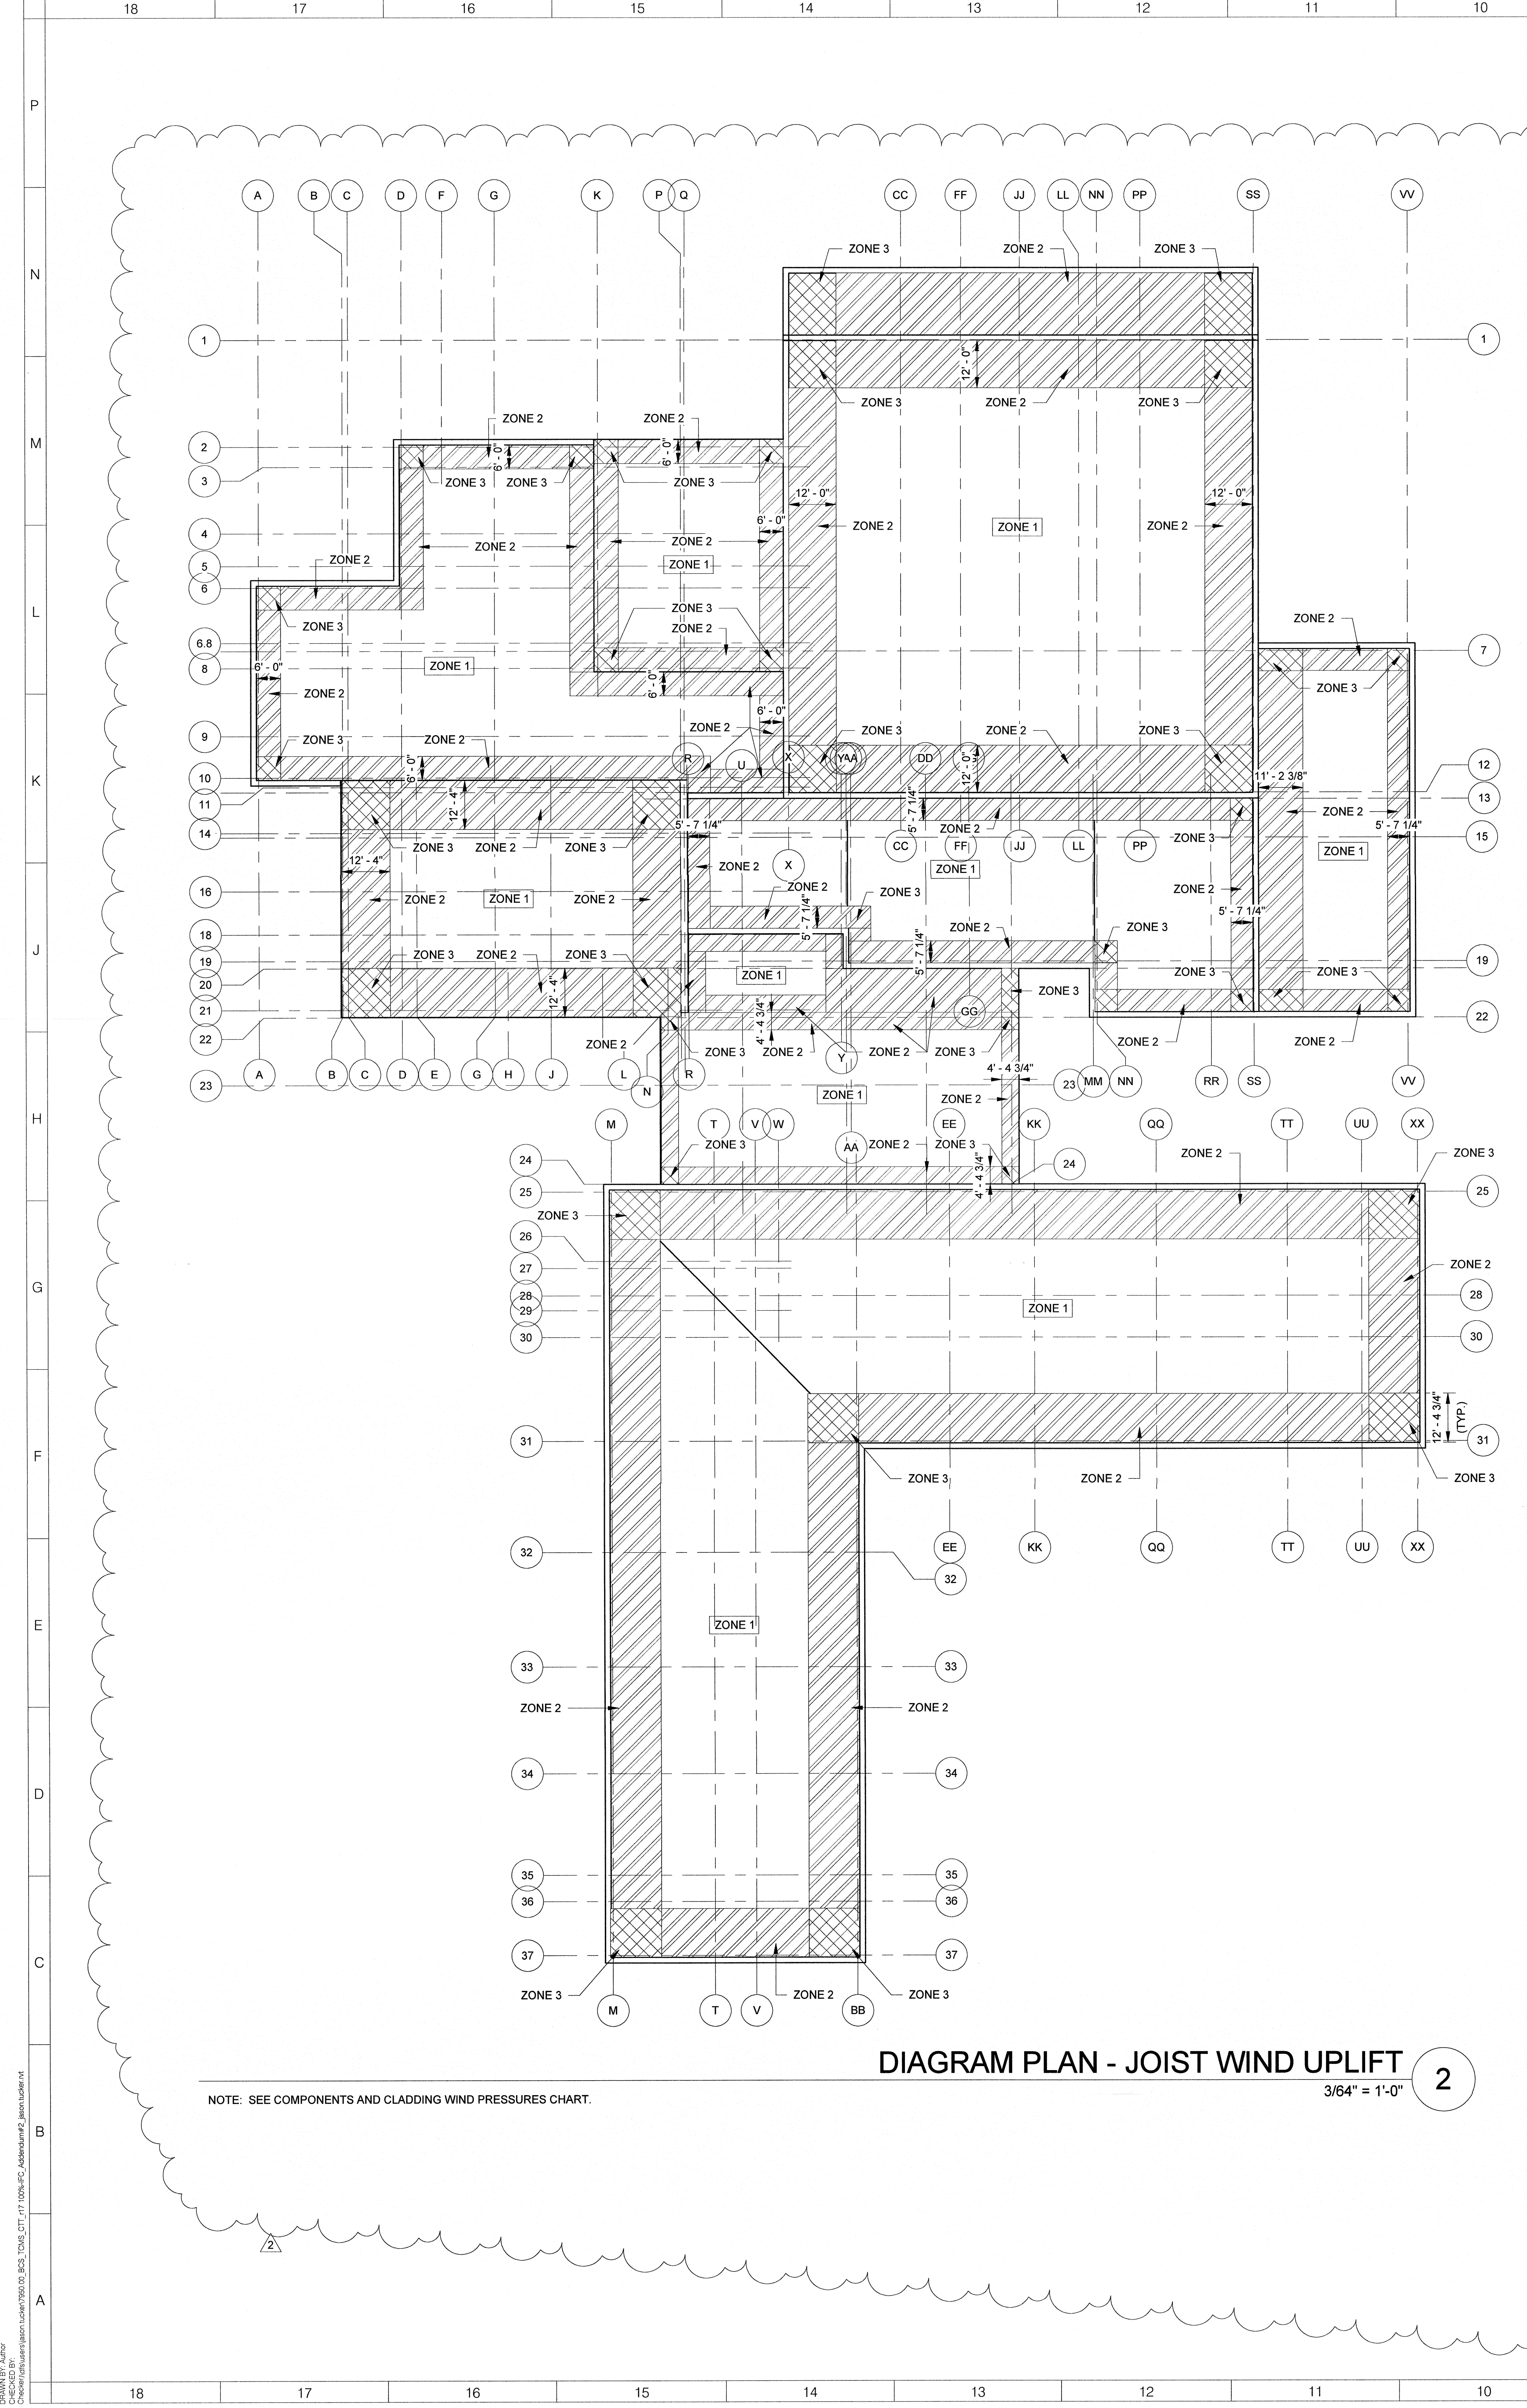 18 17 16 15 14 13 12 11 10
P
A B C D F G K P Q CC FF JJ LL NN PP SS VV
ZONE 3 ZONE 2 ZONE 3
N
1 1
12' - 0"
ZONE 3 ZONE 2 ZONE 3
ZONE 2 ZONE 2
M
2
6' - 0" 6' - 0"
3
ZONE 3 ZONE 3 ZONE 3
12' - 0" 12' - 0"
6' - 0"
ZONE 2 ZONE 1 ZONE 2
4
ZONE 2 ZONE 2
ZONE 2
5
ZONE 1
6
L
ZONE 3
ZONE 3
ZONE 2
ZONE 2
6.8
7
8
ZONE 1
6' - 0"
6' - 0"
ZONE 3
ZONE 2
6' - 0"
ZONE 2
9
ZONE 3 ZONE 2 ZONE 3 ZONE 2 ZONE 3
R U X Y AA DD
12
6' - 0"
12' - 0"
K
10
11' - 2 3/8"
13
11
12' - 4"
5' - 7 1/4"
5' - 7 1/4"
ZONE 2
ZONE 2
5' - 7 1/4"
14
ZONE 3
15
ZONE 3 ZONE 2 ZONE 3
CC FF JJ LL PP
ZONE 1
12' - 4"
X
ZONE 2
ZONE 1
16
ZONE 2
ZONE 2
ZONE 3
ZONE 2 ZONE 1 ZONE 2
5' - 7 1/4"
5' - 7 1/4"
ZONE 2
ZONE 2
ZONE 3
18
J
5' - 7 1/4"
ZONE 3 ZONE 2 ZONE 3
19
19
ZONE 1
ZONE 3
ZONE 3
20
12' - 4"
ZONE 3
21
GG
22
22
4' - 4 3/4"
ZONE 2
ZONE 3 ZONE 2 ZONE 2 ZONE 3
ZONE 2
ZONE 2
Y
A B C D E G H J L R
4' - 4 3/4"
23
N
23 MM NN RR SS VV
ZONE 1
ZONE 2
H
M T V W EE KK QQ TT UU XX
ZONE 3
AA
ZONE 2 ZONE 3
ZONE 2
ZONE 3
24
24
4' - 4 3/4"
25
25
ZONE 3
26
27
ZONE 2
G
28
28
29
ZONE 1
30
30
12' - 4 3/4"
(TYP.)
31
31
F
ZONE 3
ZONE 2
ZONE 3
32
EE KK QQ TT UU XX
32
E
ZONE 1
33
33
ZONE 2
ZONE 2
34
34
D
35
35
36
36
37
37
C
ZONE 3
ZONE 2
ZONE 3
M T V BB
DIAGRAM PLAN - JOIST WIND UPLIFT
2
3/64" = 1'-0"
NOTE: SEE COMPONENTS AND CLADDING WIND PRESSURES CHART.
B
2
A
DRAWN BY: Author
CHECKED BY:
18 17 16 15 14 13 12 11 10